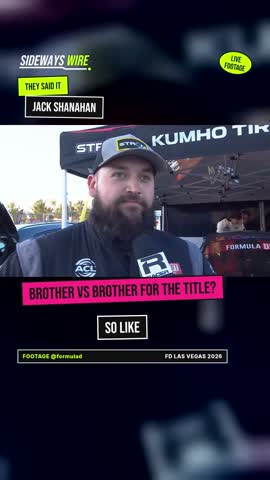 SIDEWAYS WIRE
LIVE
FOOTAGE
THEY SAID IT
JACK SHANAHAN
KUMHO TIR
FORMULA D
ACL
R
BROTHER VS BROTHER FOR THE TITLE?
SO LIKE
FOOTAGE @formulad
FD LAS VEGAS 2026